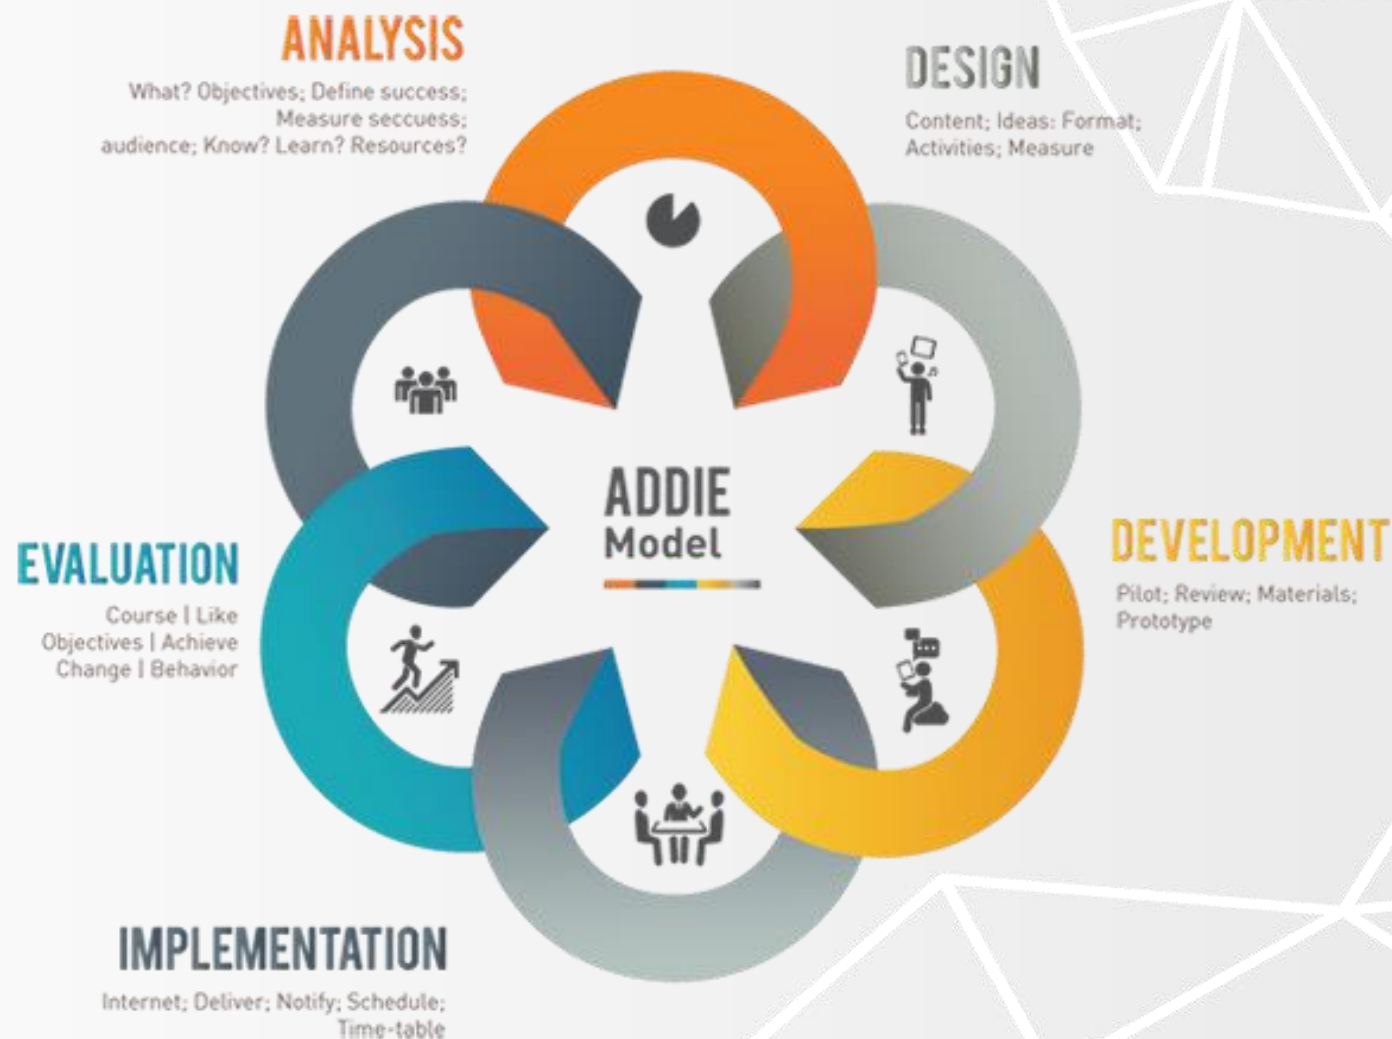 ANALYSIS
What? Objectives; Define success;
Measure seccuess;
audience; Know? Learn? Resources?
DESIGN
Content; Ideas: Format;
Activities; Measure
ADDIE
Model
DEVELOPMENT
Pilot; Review; Materials;
Prototype
EVALUATION
Course | Like
Objectives | Achieve
Change | Behavior
IMPLEMENTATION
Internet; Deliver; Notify; Schedule;
Time-table